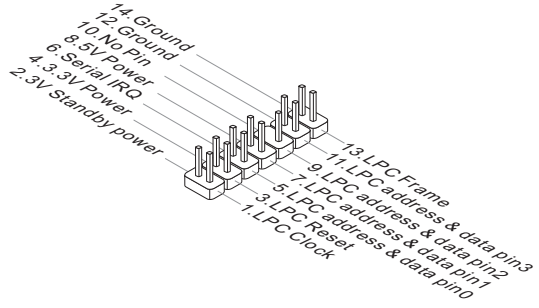 14.Ground
12.Ground
10.No Pin
8.5V Power
6.Serial IRQ
4.3.3V Power
2.3V Standby power
13.LPC Frame
11.LPC address & data pin3
9.LPC address & data pin2
7.LPC address & data pin1
5.LPC address & data pin0
3.LPC Reset
1.LPC Clock